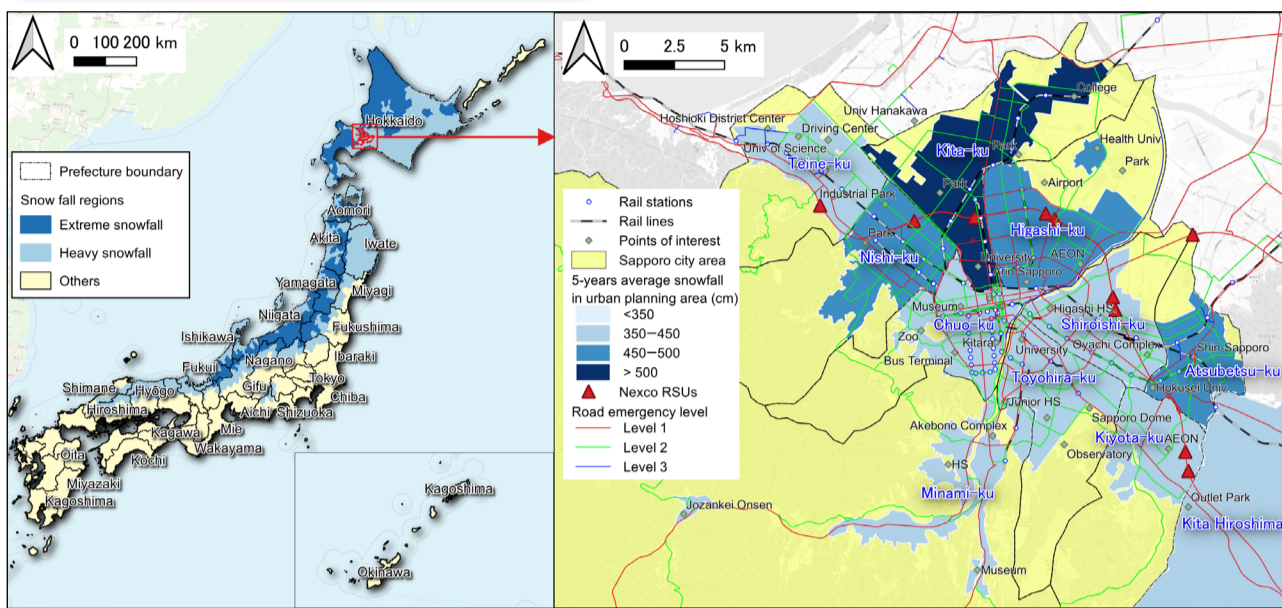 0 100 200 km
Prefecture boundary
Snow fall regions
Extreme snowfall
Heavy snowfall
Others
Hokkaido
Aomori
Akita
Iwate
Yamagata
Miyagi
Niigata
Fukushima
Ishikawa
Ibaraki
Fukui
Nagano
Tokyo
Shimane
Hyōgo
Gifu
Chiba
Hiroshima
Aichi
Shizuoka
Kagawa
Mie
Oita
Kōchi
Wakayama
Miyazaki
Kagoshima
Kagoshima
Okinawa
0 2.5 5 km
Rail stations
Rail lines
Points of interest
Sapporo city area
5-years average snowfall
in urban planning area (cm)
<350
350—450
450—500
> 500
Nexco RSUs
Road emergency level
Level 1
Level 2
Level 3
College
Univ Hanakawa
Hoshioki District Center
Driving Center
Health Univ
Univ of Science
Teine-ku
Kita-ku
Park
Park
Industrial Park
Park
Airport
Park
Higashi-ku
Nishi-ku
University
AEON
Ario Sapporo
Museum
Higashi HS
Chuo-ku
Shiroishi-ku
Zoo
Kitara
University
Oyachi Complex
Shin Sapporo
Bus Terminal
Toyohira-ku
Atsubetsu-ku
Hokusei Univ
Junior HS
Sapporo Dome
Akebono Complex
Kiyota-ku
AEON
Observatory
HS
Minami-ku
Outlet Park
Jozankei Onsen
Kita Hiroshima
Museum